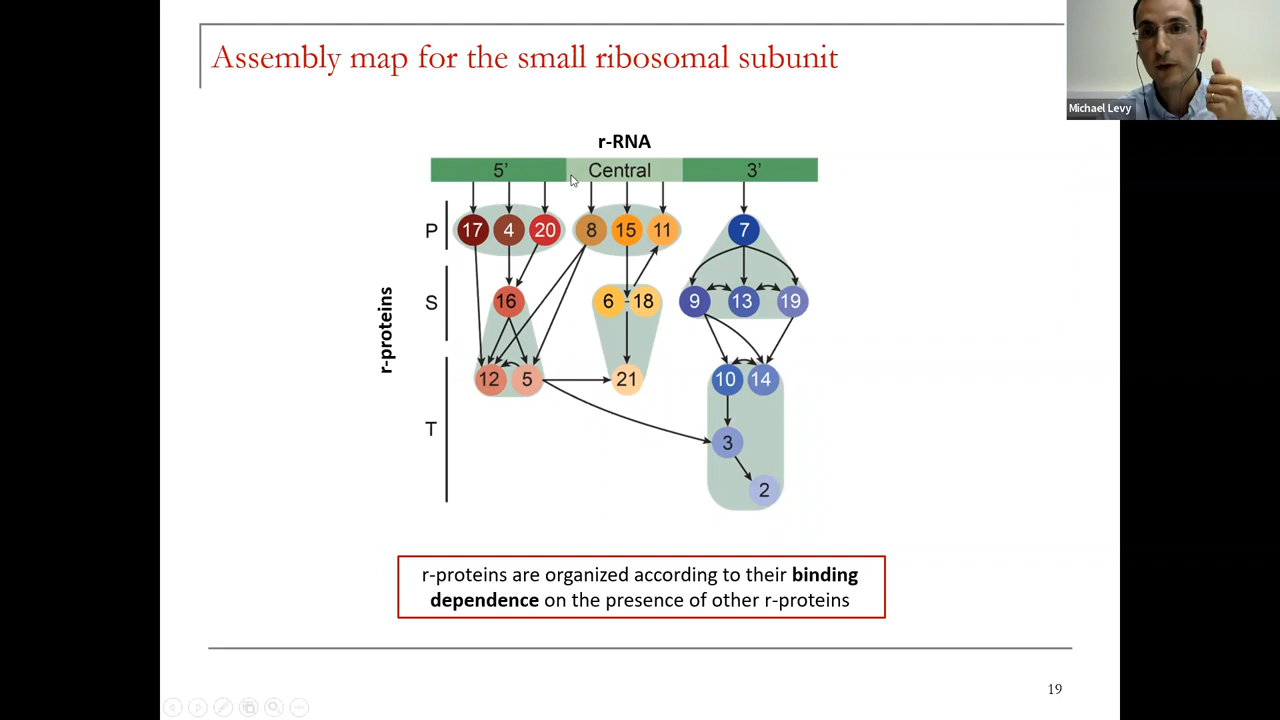 Assembly map for the small ribosomal subunit
Michael Levy
r-RNA
5' Central 3'
P 17 4 20 8 15 11 7
r-proteins
S 16 6 18 9 13 19
12 5 21 10 14
T 3
2
r-proteins are organized according to their binding
dependence on the presence of other r-proteins
19